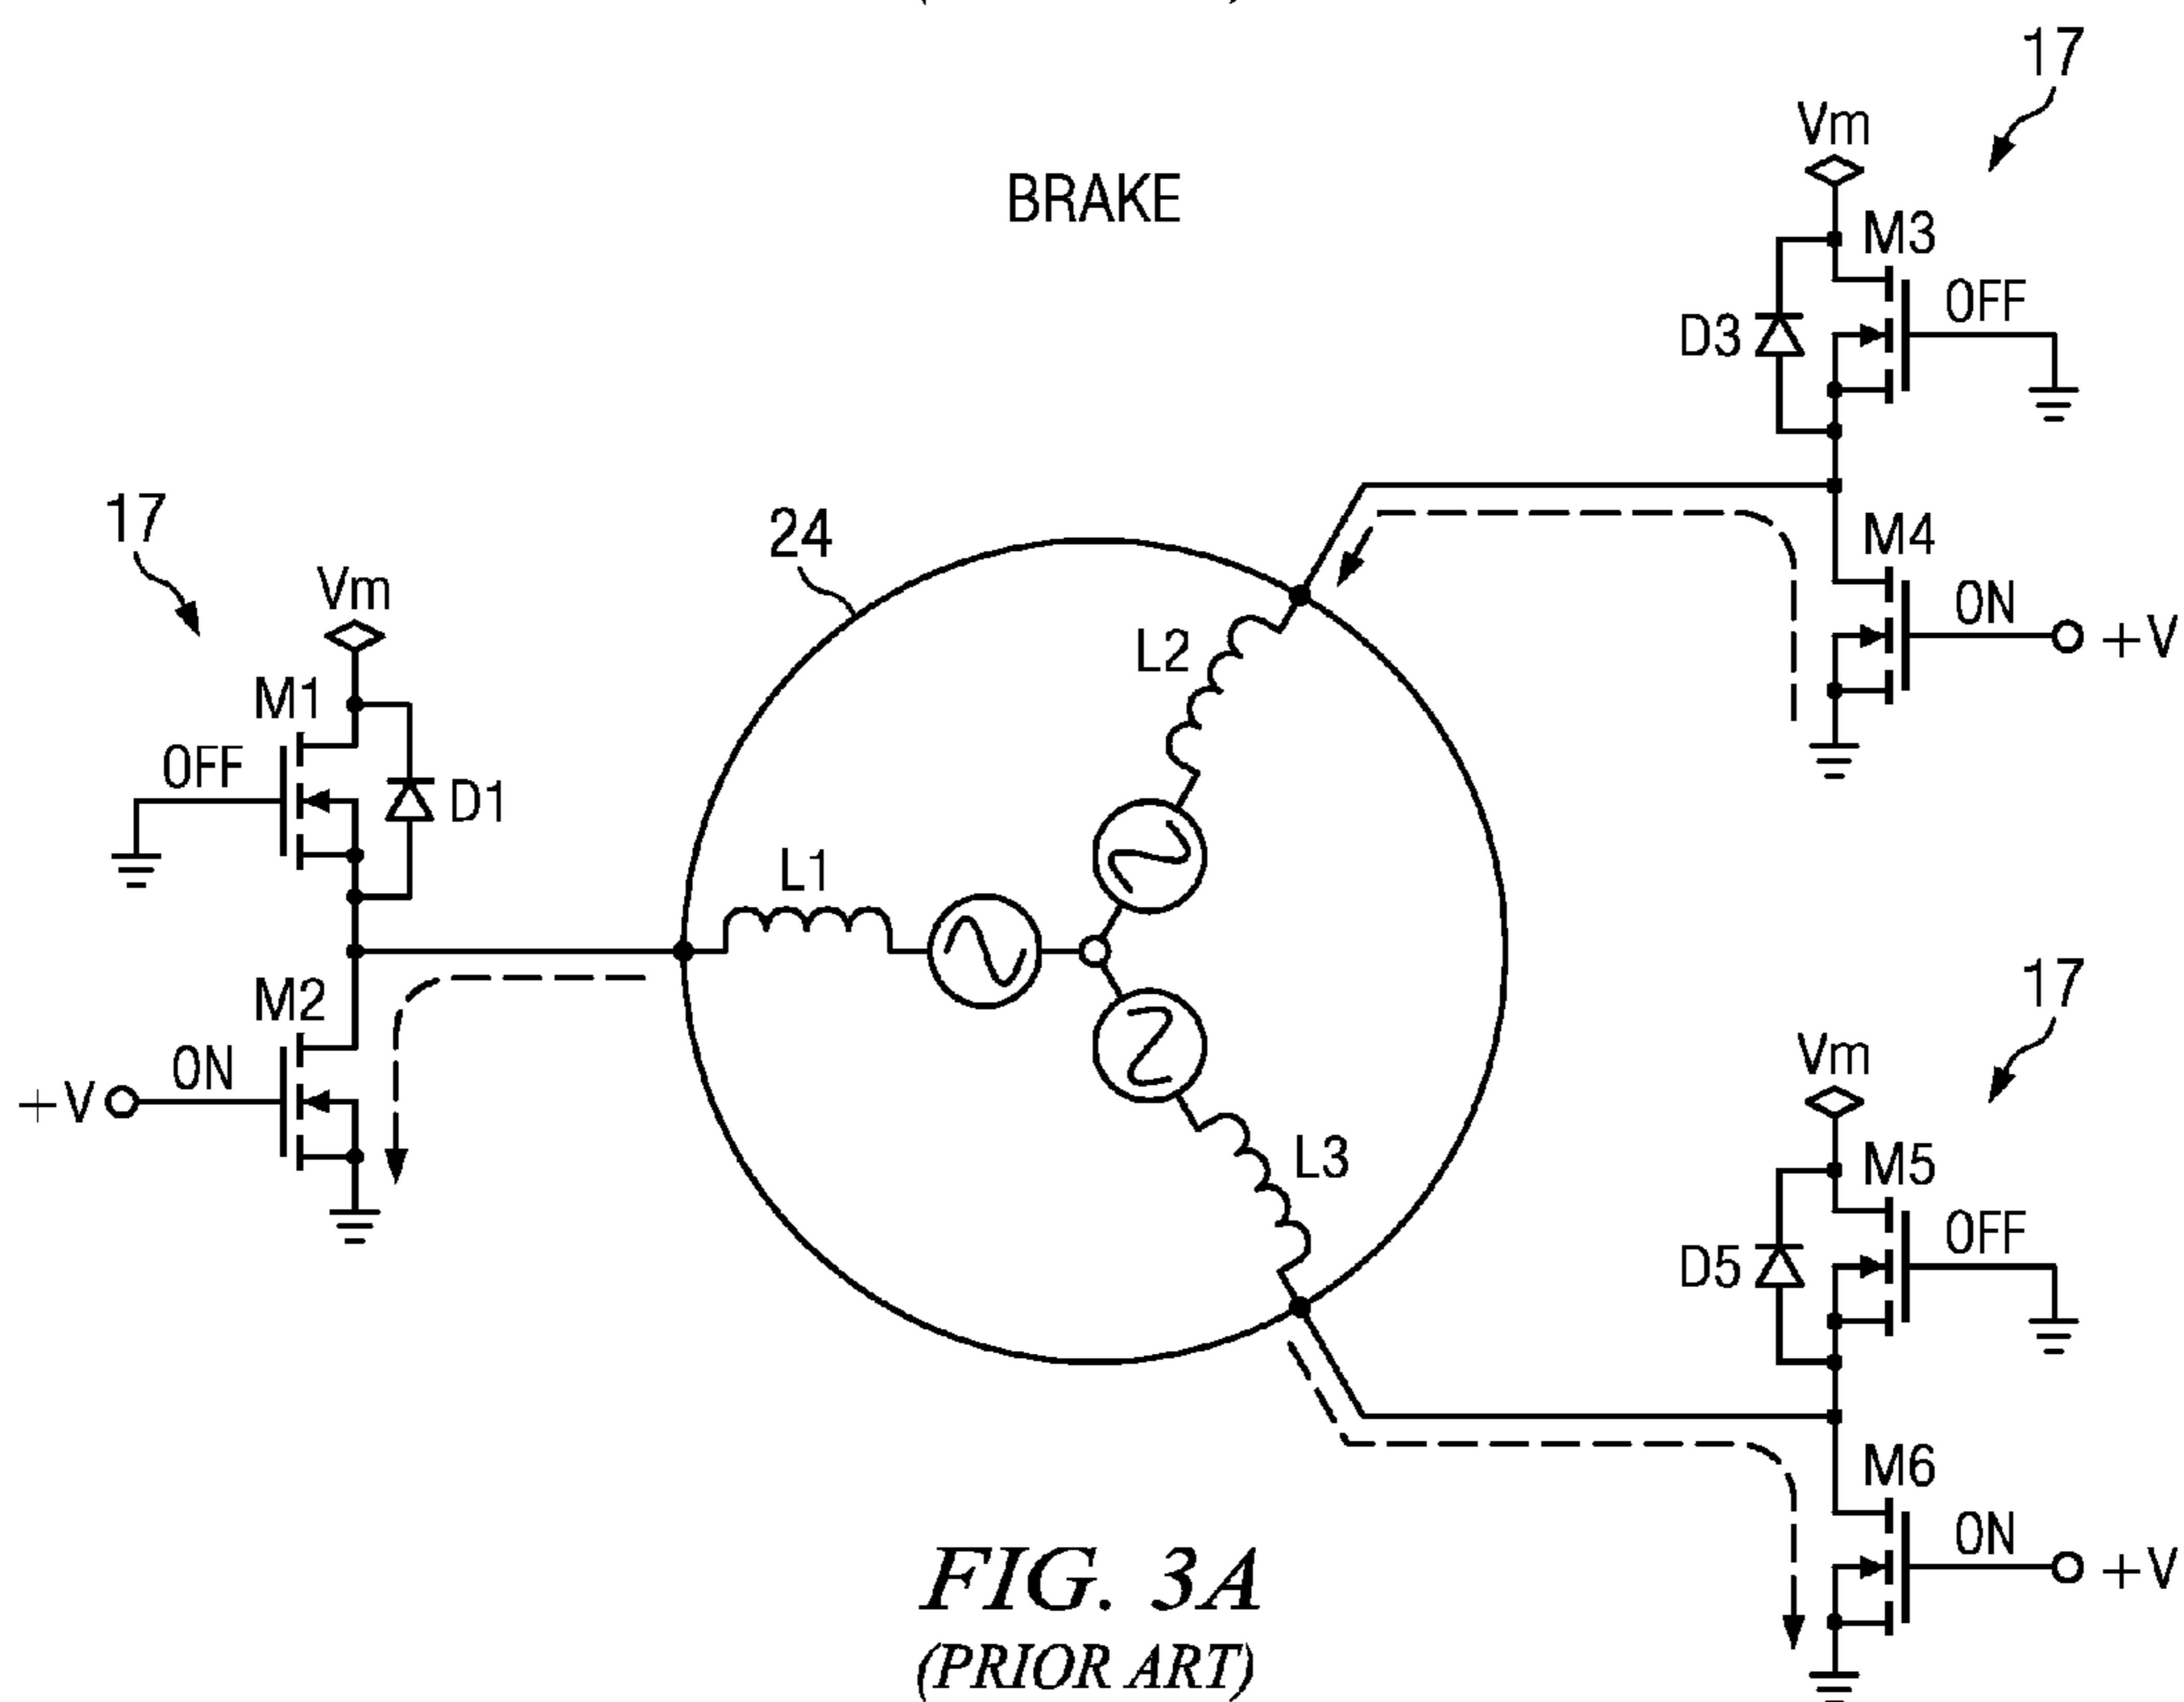 17
Vm
BRAKE
M3
OFF
D3
17
24
M4
Vm
ON
+V
L2
M1
OFF
D1
L1
17
M2
Vm
ON
+V
M5
L3
OFF
D5
M6
ON
+V
FIG. 3A
(PRIOR ART)